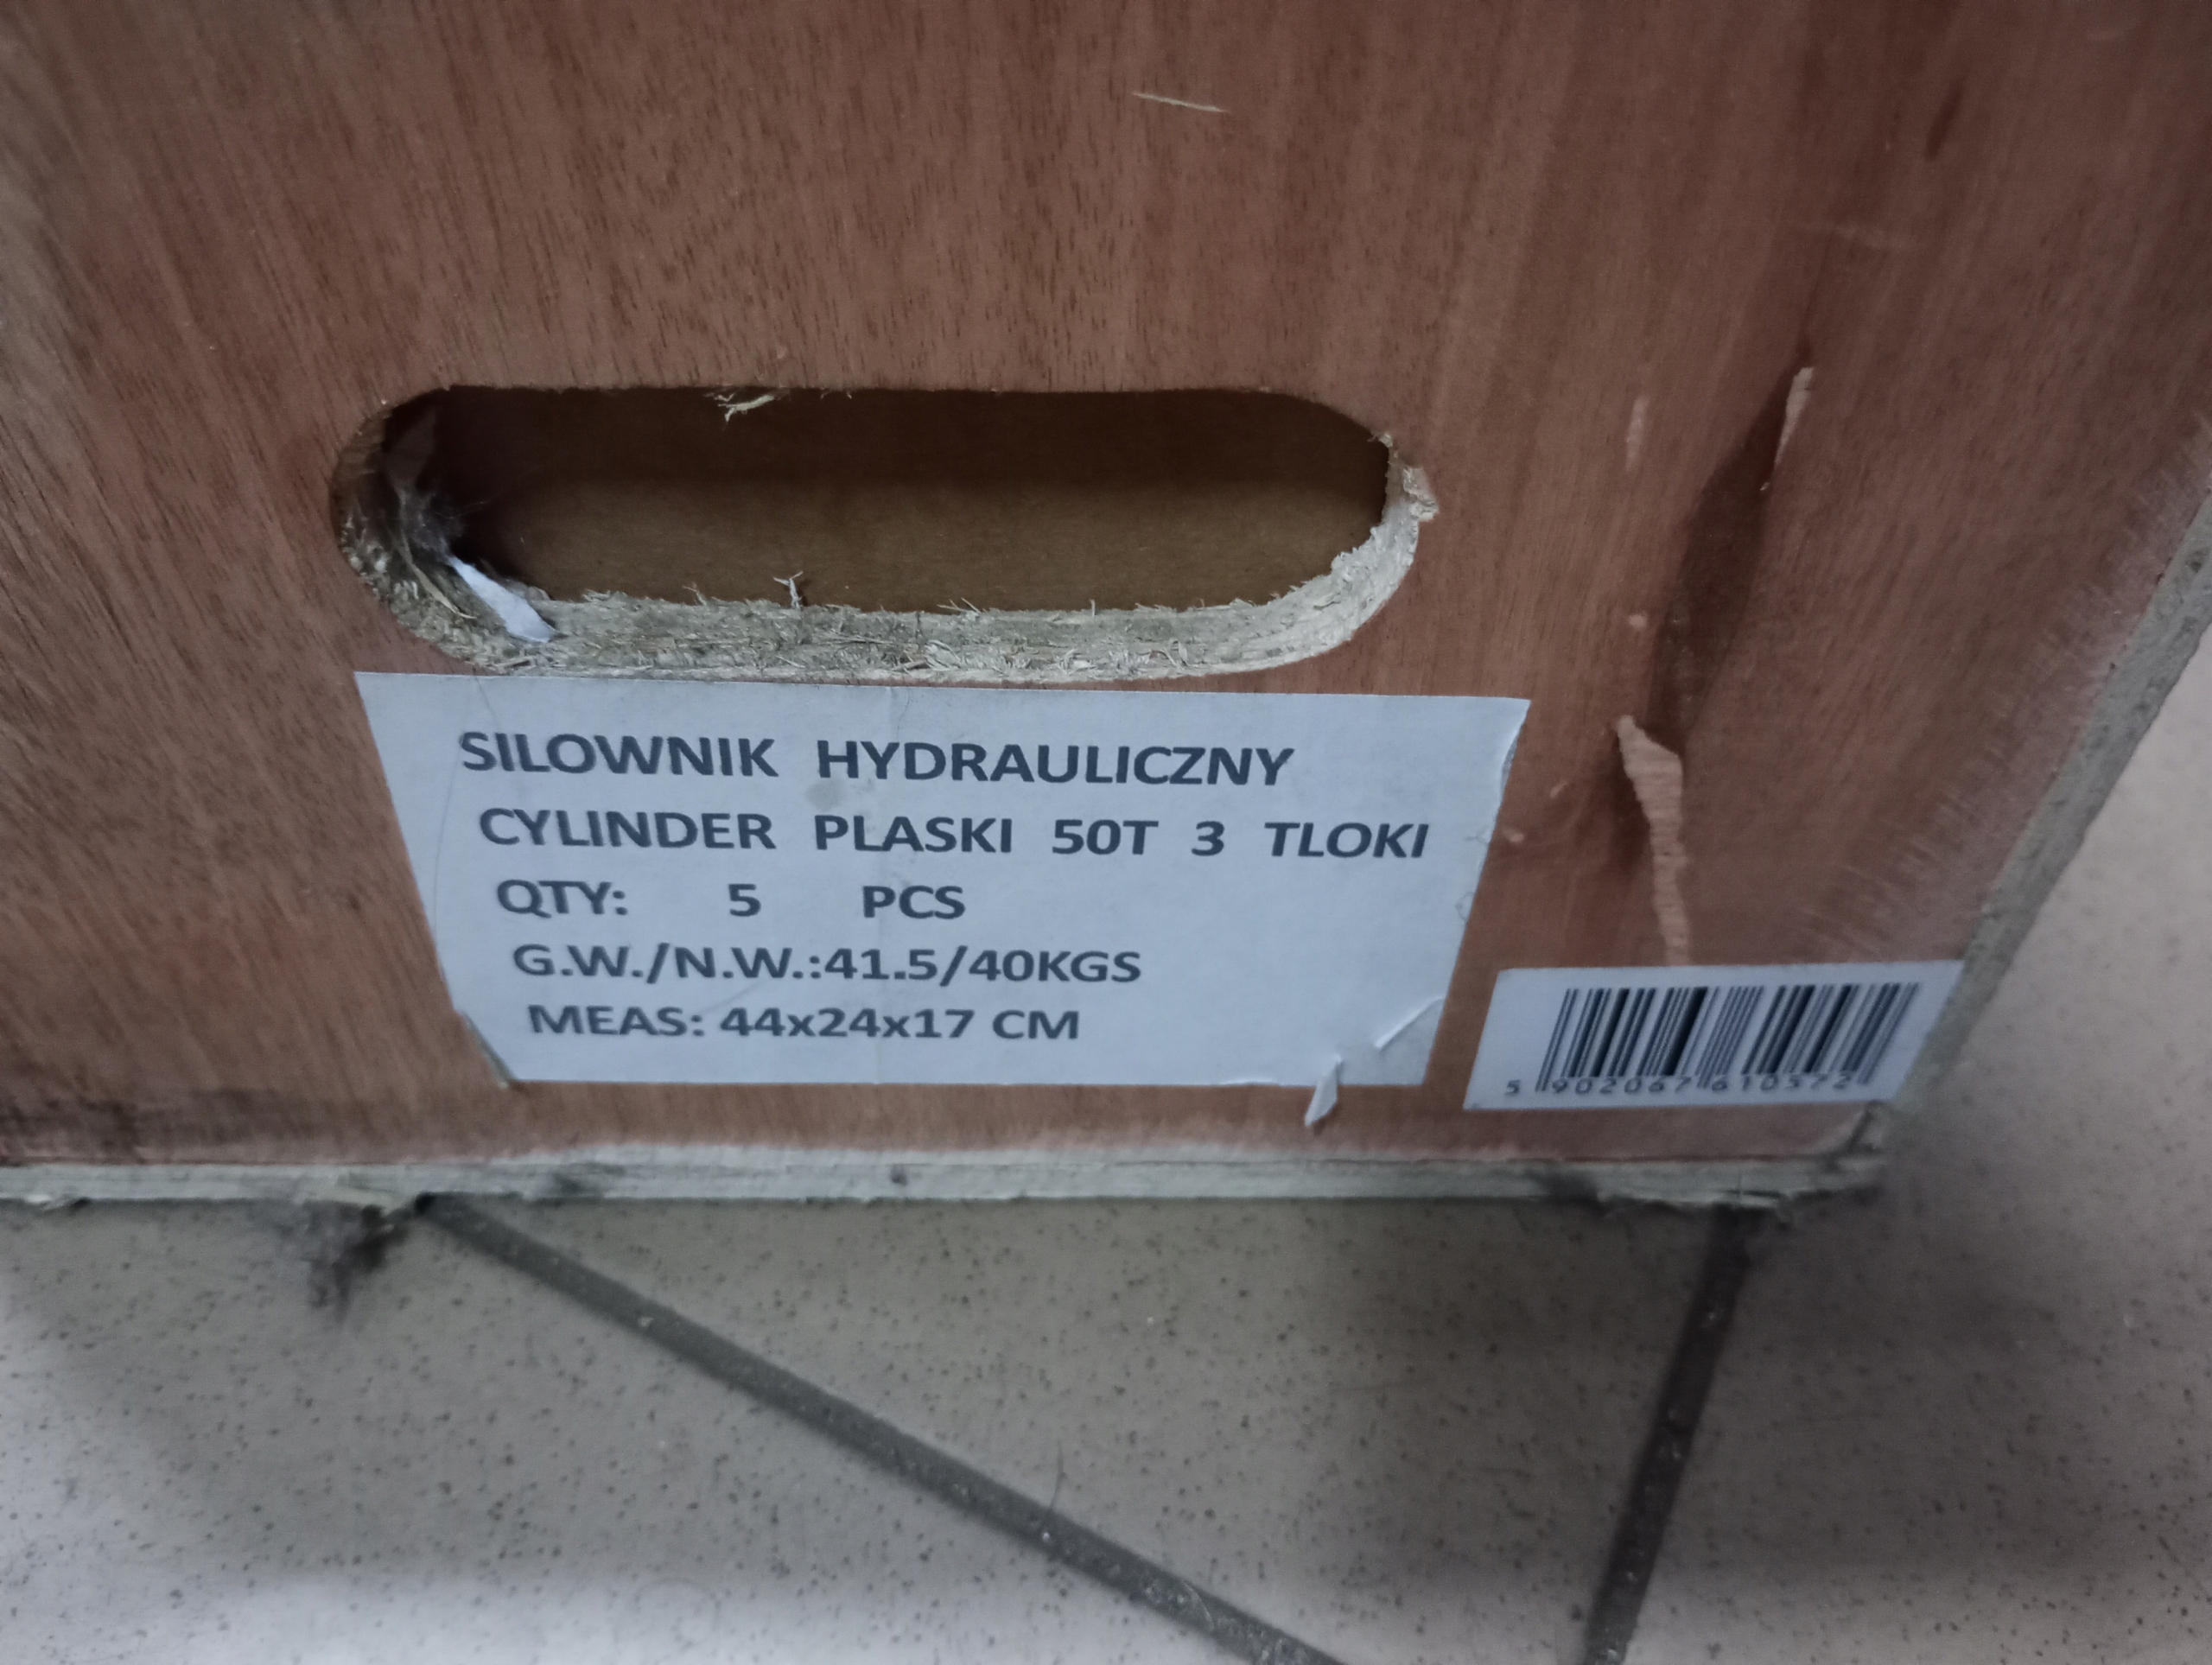 SILOWNIK HYDRAULICZNY
CYLINDER PLASKI 50T 3 TLOKI
QTY: 5 PCS
G.W./N.W.:41.5/40KGS
MEAS: 44x24x17 CM
5 902067 610572